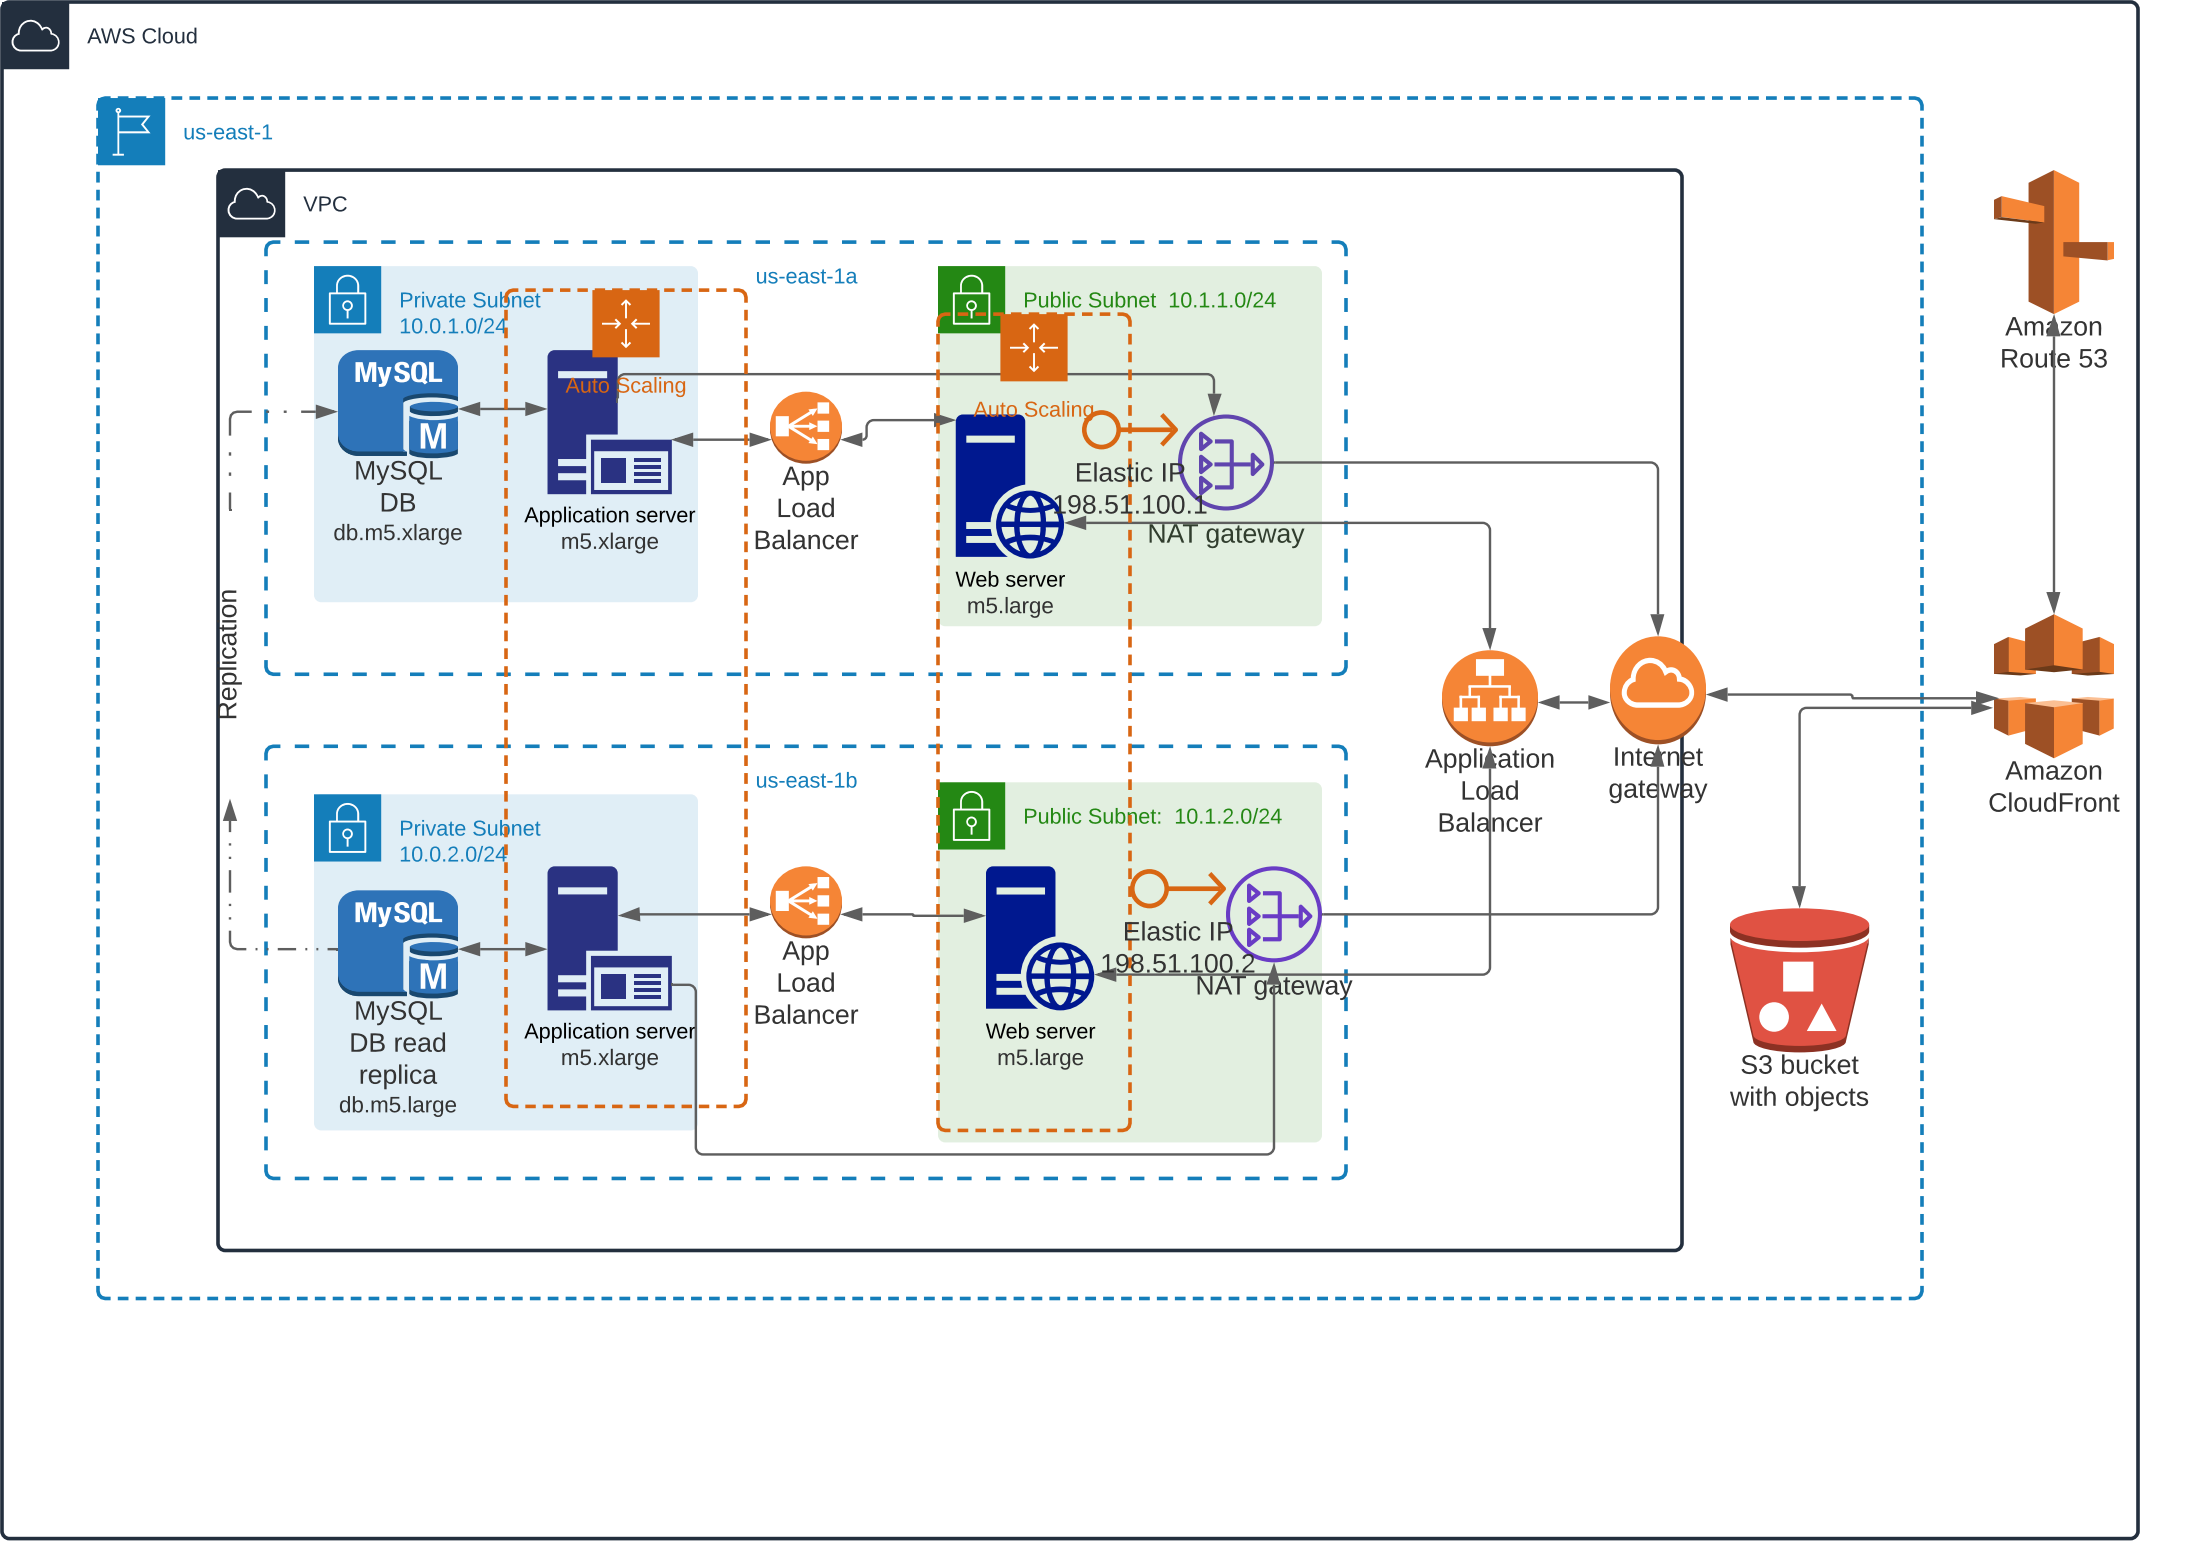 AWS Cloud
us-east-1
VPC
us-east-1a
Private Subnet
10.0.1.0/24
Public Subnet  10.1.1.0/24
Auto Scaling
Auto Scaling
MySQL
M
MySQL
DB
db.m5.xlarge
Application server
m5.xlarge
App
Load
Balancer
Web server
m5.large
Elastic IP
198.51.100.1
NAT gateway
Replication
us-east-1b
Private Subnet
10.0.2.0/24
Public Subnet:  10.1.2.0/24
MySQL
M
MySQL
DB read
replica
db.m5.large
Application server
m5.xlarge
App
Load
Balancer
Web server
m5.large
Elastic IP
198.51.100.2
NAT gateway
Application
Load
Balancer
Internet
gateway
Amazon
Route 53
Amazon
CloudFront
S3 bucket
with objects